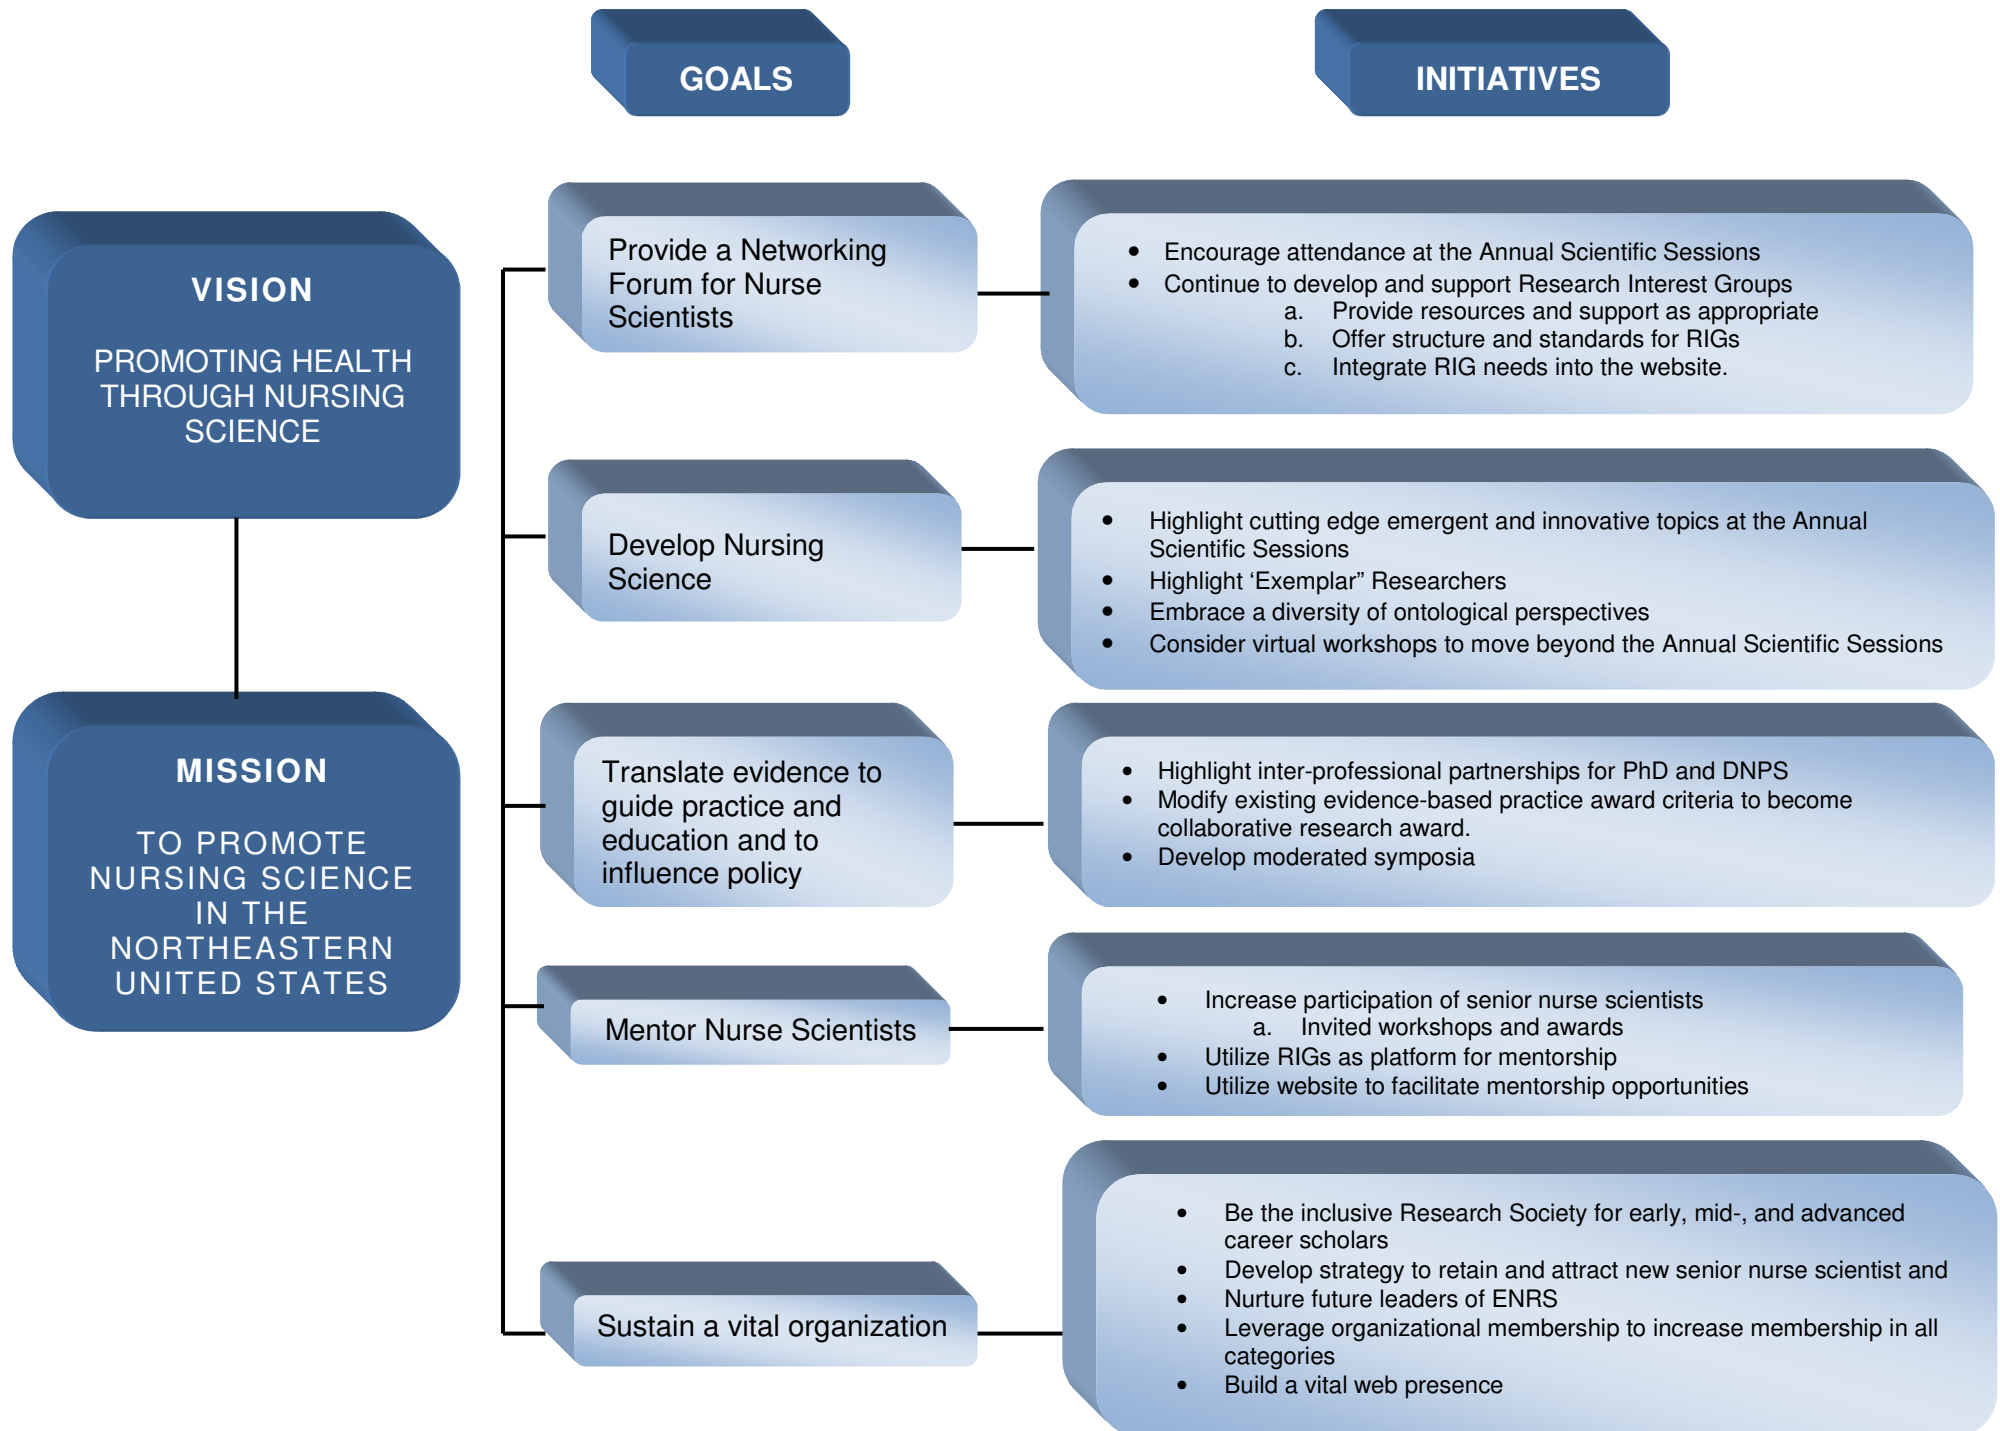 GOALS
INITIATIVES
VISION
PROMOTING HEALTH
THROUGH NURSING
SCIENCE
MISSION
TO PROMOTE
NURSING SCIENCE
IN THE
NORTHEASTERN
UNITED STATES
Provide a Networking
Forum for Nurse
Scientists
• Encourage attendance at the Annual Scientific Sessions
• Continue to develop and support Research Interest Groups
a. Provide resources and support as appropriate
b. Offer structure and standards for RIGs
c. Integrate RIG needs into the website.
Develop Nursing
Science
• Highlight cutting edge emergent and innovative topics at the Annual
Scientific Sessions
• Highlight ‘Exemplar” Researchers
• Embrace a diversity of ontological perspectives
• Consider virtual workshops to move beyond the Annual Scientific Sessions
Translate evidence to
guide practice and
education and to
influence policy
• Highlight inter-professional partnerships for PhD and DNPS
• Modify existing evidence-based practice award criteria to become
collaborative research award.
• Develop moderated symposia
Mentor Nurse Scientists
• Increase participation of senior nurse scientists
a. Invited workshops and awards
• Utilize RIGs as platform for mentorship
• Utilize website to facilitate mentorship opportunities
Sustain a vital organization
• Be the inclusive Research Society for early, mid-, and advanced
career scholars
• Develop strategy to retain and attract new senior nurse scientist and
• Nurture future leaders of ENRS
• Leverage organizational membership to increase membership in all
categories
• Build a vital web presence